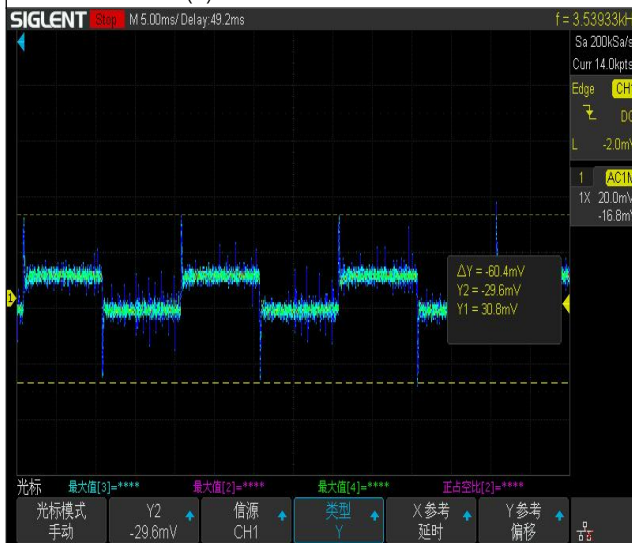 SIGLENT Stop M 5.00ms/ Delay:49.2ms f = 3.53933kH
Sa 200kSa/s
Curr 14.0kpts
Edge CH1
DC
L -2.0mV
1 AC1M
1X 20.0mV
-16.8mV
ΔY = -60.4mV
Y2 = -29.6mV
Y1 = 30.8mV
1
光标 最大值[3]=**** 最大值[2]=**** 最大值[4]=**** 正占空比[2]=****
光标模式 Y2 信源 类型 X 参考 Y 参考
手动 -29.6mV CH1 Y 延时 偏移